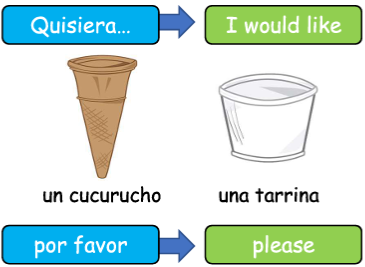 Quisiera...
I would like
un cucurucho
una tarrina
por favor
please